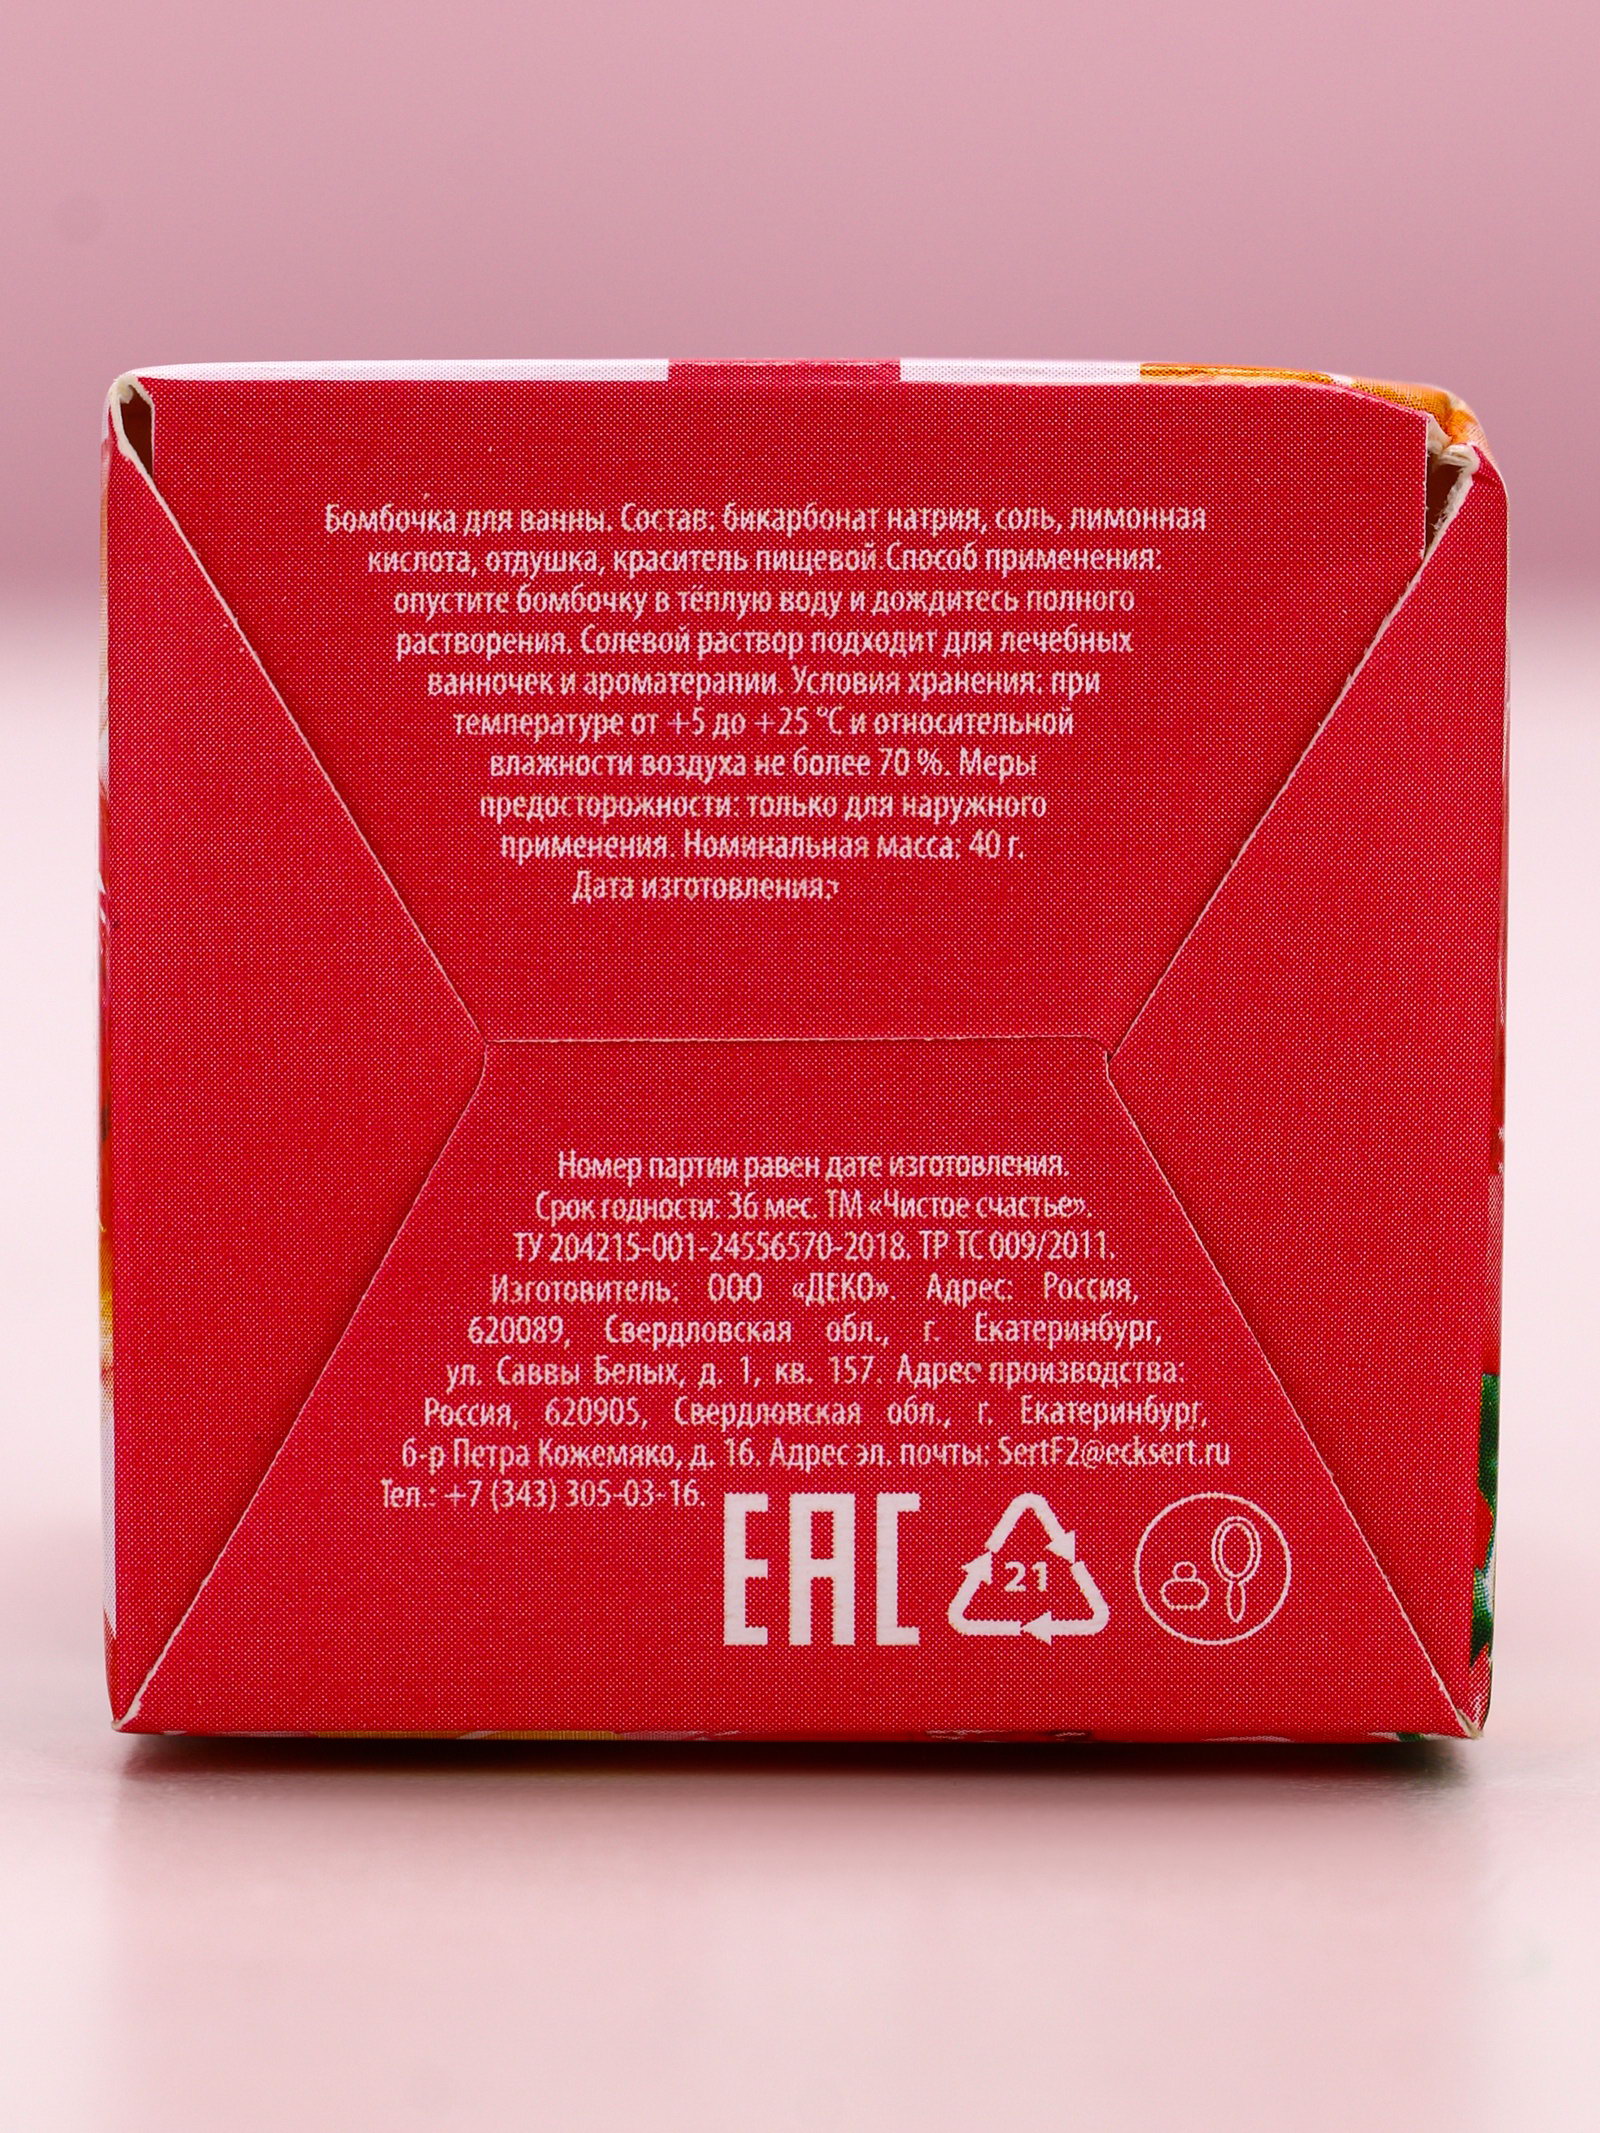 Бомбочка для ванны. Состав: бикарбонат натрия, соль, лимонная
кислота, отдушка, краситель пищевой.Способ применения:
опустите бомбочку в тёплую воду и дождитесь полного
растворения. Солевой раствор подходит для лечебных
ванночек и ароматерапии. Условия хранения: при
температуре от +5 до +25 °С и относительной
влажности воздуха не более 70 %. Меры
предосторожности: только для наружного
применения. Номинальная масса: 40 г.
Дата изготовления:
Номер партии равен дате изготовления.
Срок годности: 36 мес. ТМ «Чистое счастье».
ТУ 204215-001-24556570-2018. ТР ТС 009/2011.
Изготовитель: ООО «ДЕКО». Адрес: Россия,
620089, Свердловская обл., г. Екатеринбург,
ул. Саввы Белых, д. 1, кв. 157. Адрес производства:
Россия, 620905, Свердловская обл., г. Екатеринбург,
б-р Петра Кожемяко, д. 16. Адрес эл. почты: SertF2@ecksert.ru
Тел.: +7 (343) 305-03-16.
ЕАС 21